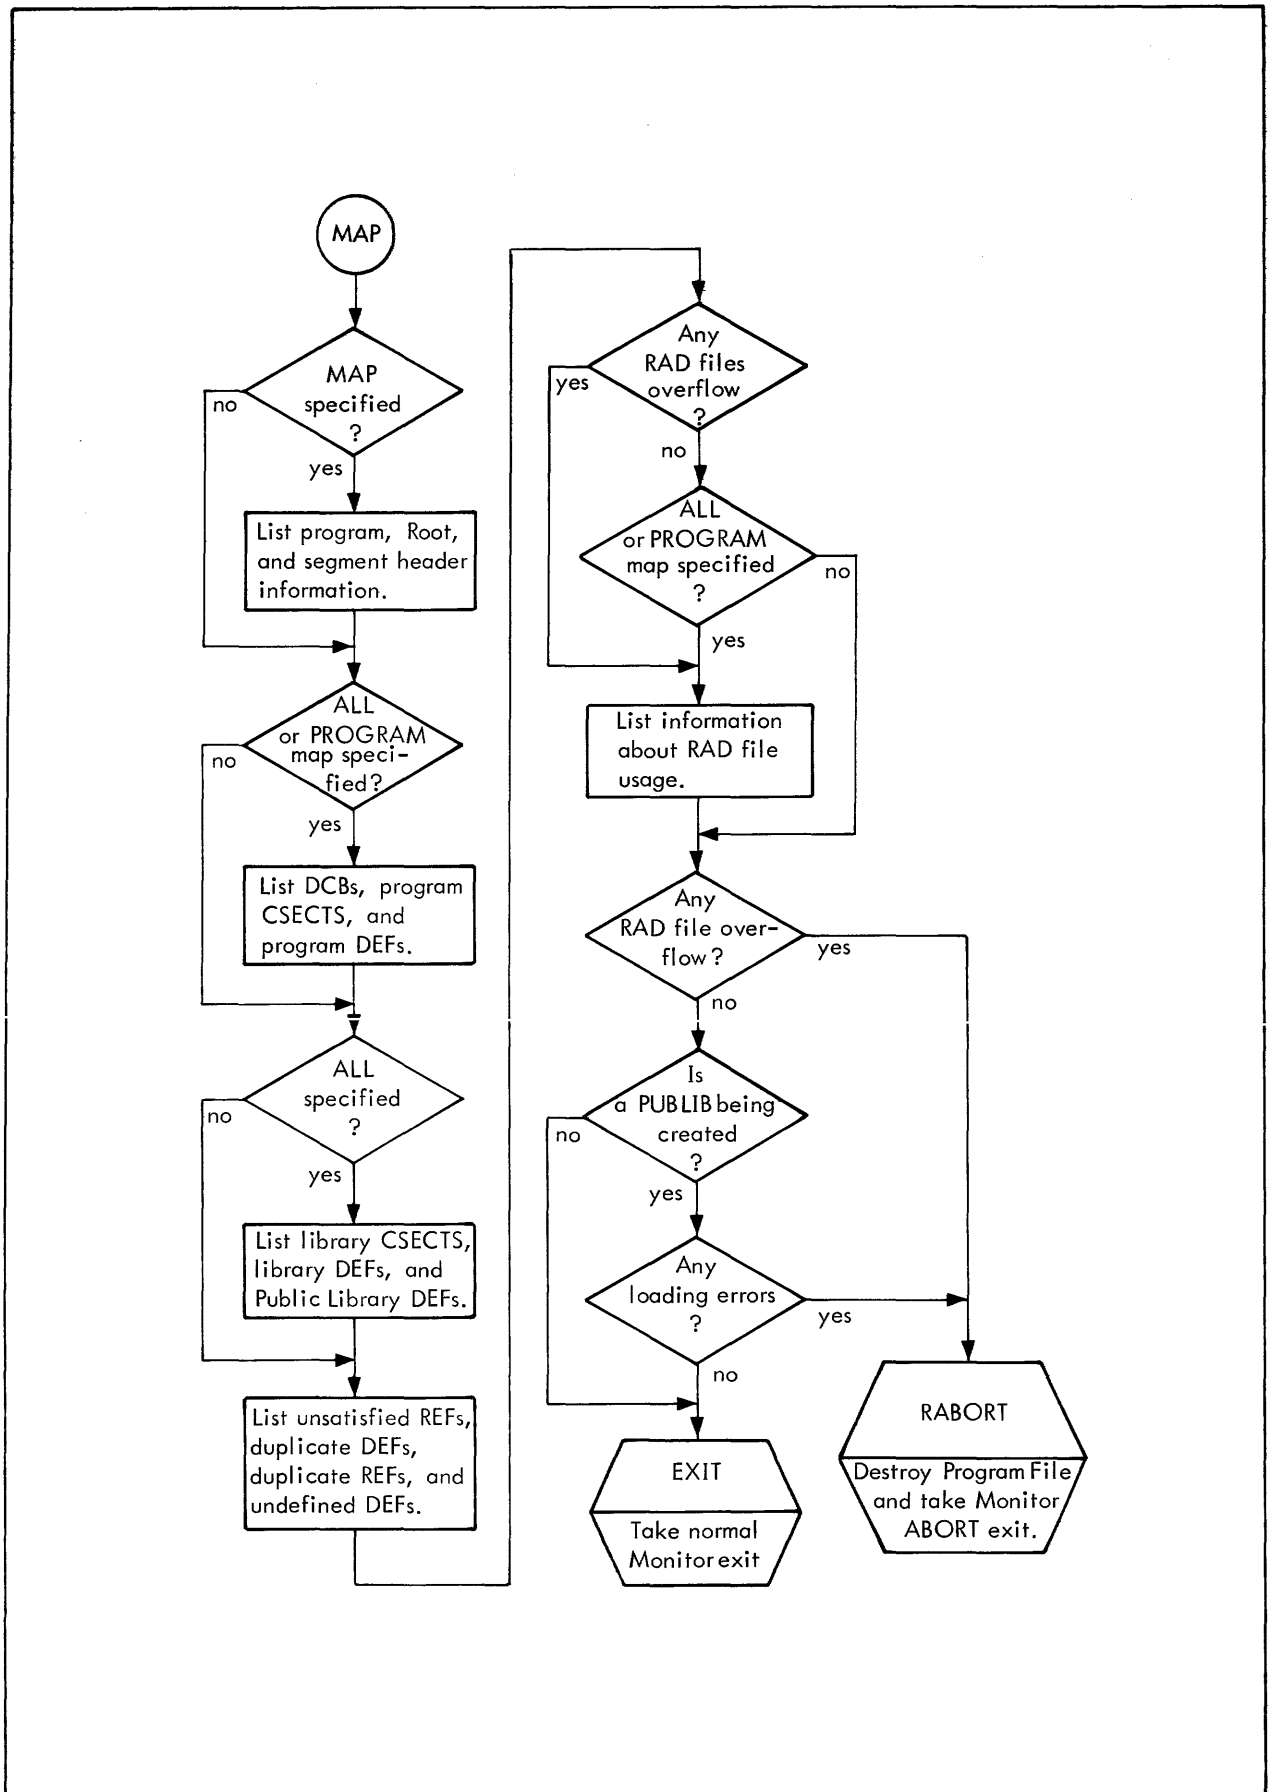 MAP
MAP
specified
?
no
yes
List program, Root,
and segment header
information.
ALL
or PROGRAM
map speci-
fied?
no
yes
List DCBs, program
CSECTS, and
program DEFs.
ALL
specified
?
no
yes
List library CSECTS,
library DEFs, and
Public Library DEFs.
List unsatisfied REFs,
duplicate DEFs,
duplicate REFs, and
undefined DEFs.
Any
RAD files
overflow
?
yes
no
ALL
or PROGRAM
map specified
?
no
yes
List information
about RAD file
usage.
Any
RAD file over-
flow?
yes
no
Is
a PUBLIB being
created
?
no
yes
Any
loading errors
?
yes
no
EXIT
Take normal
Monitor exit
RABORT
Destroy Program File
and take Monitor
ABORT exit.